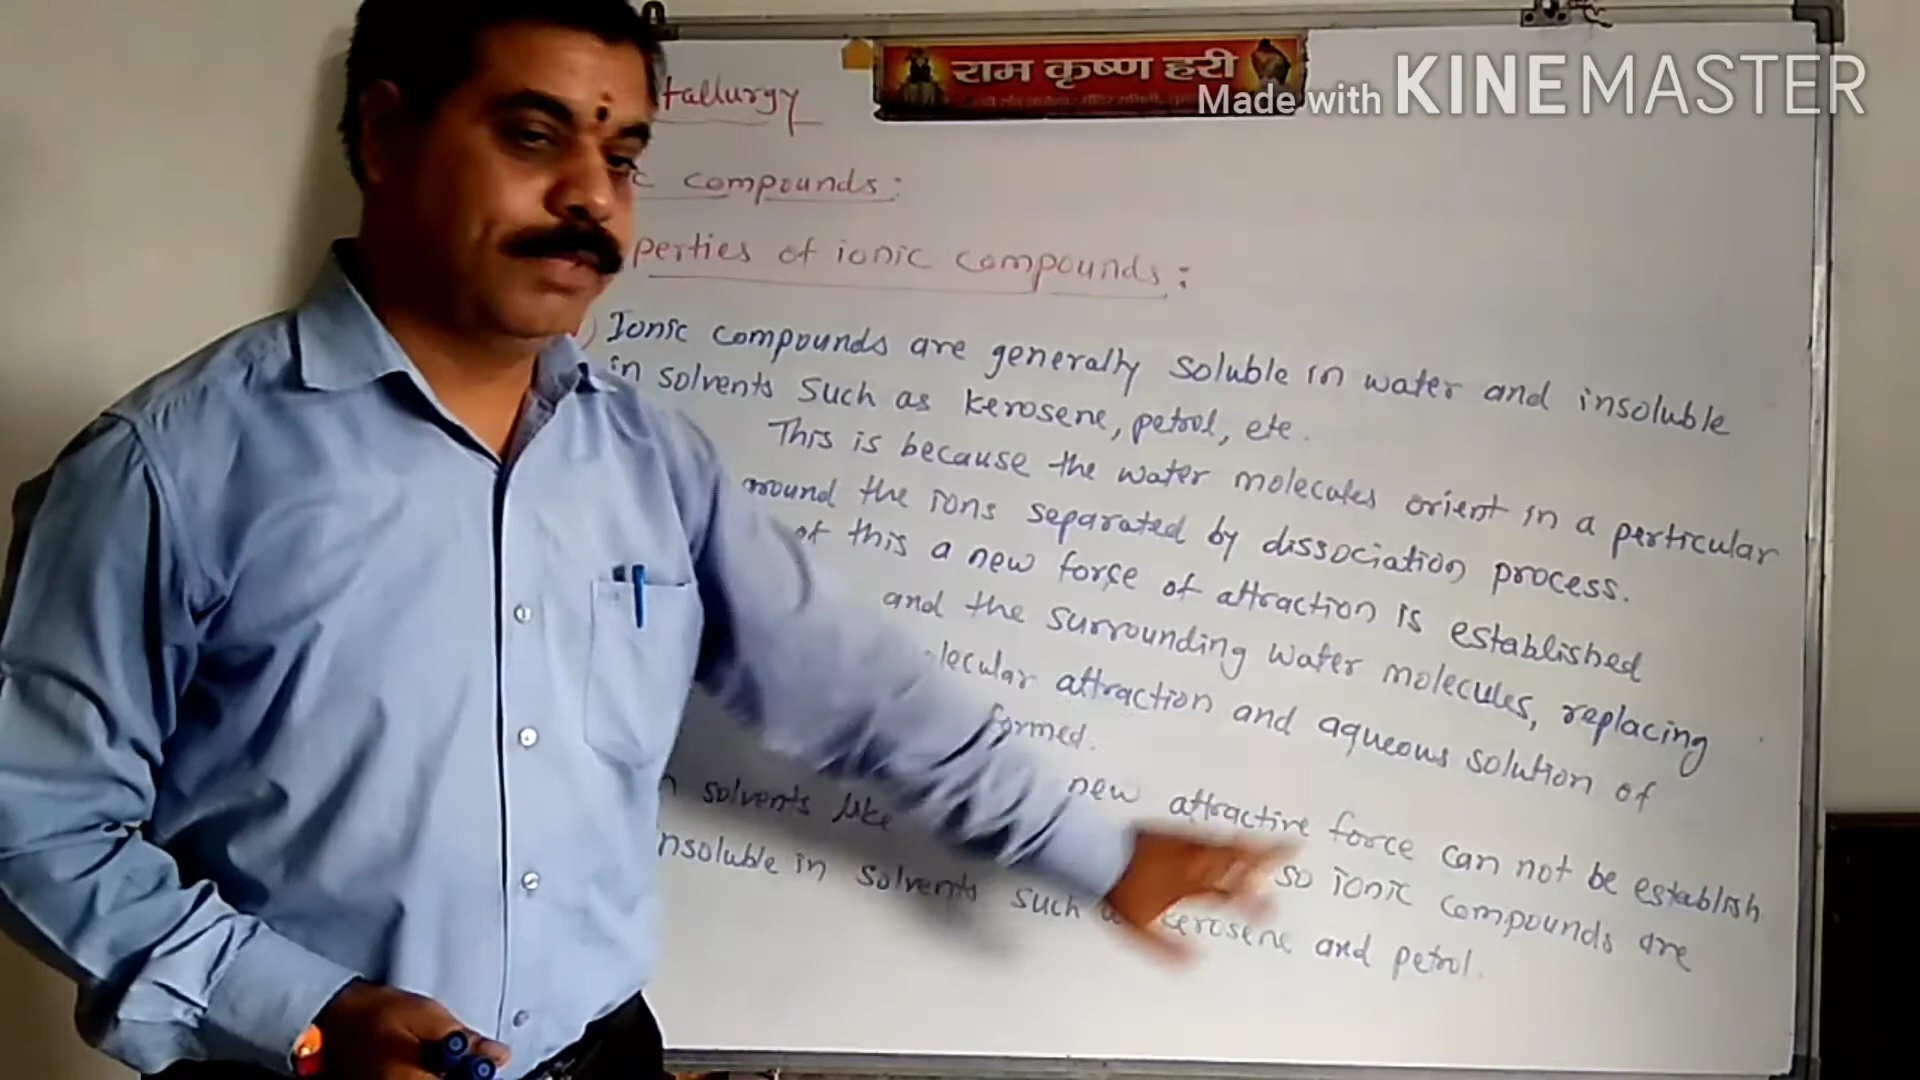 राम कृष्ण हरी
Made with KINEMASTER
tallurgy
c compounds:
perties of ionic compounds:
) Ionic compounds are generally soluble in water and insoluble
in solvents such as kerosene, petrol, etc.
This is because the water molecules orient in a perticular
around the ions separated by dissociation process.
of this a new force of attraction is established
and the surrounding water molecules, replacing
lecular attraction and aqueous solution of
formed.
n solvents like new attractive force can not be establish
so ionic compounds are
nsoluble in solvents such kerosene and petrol.